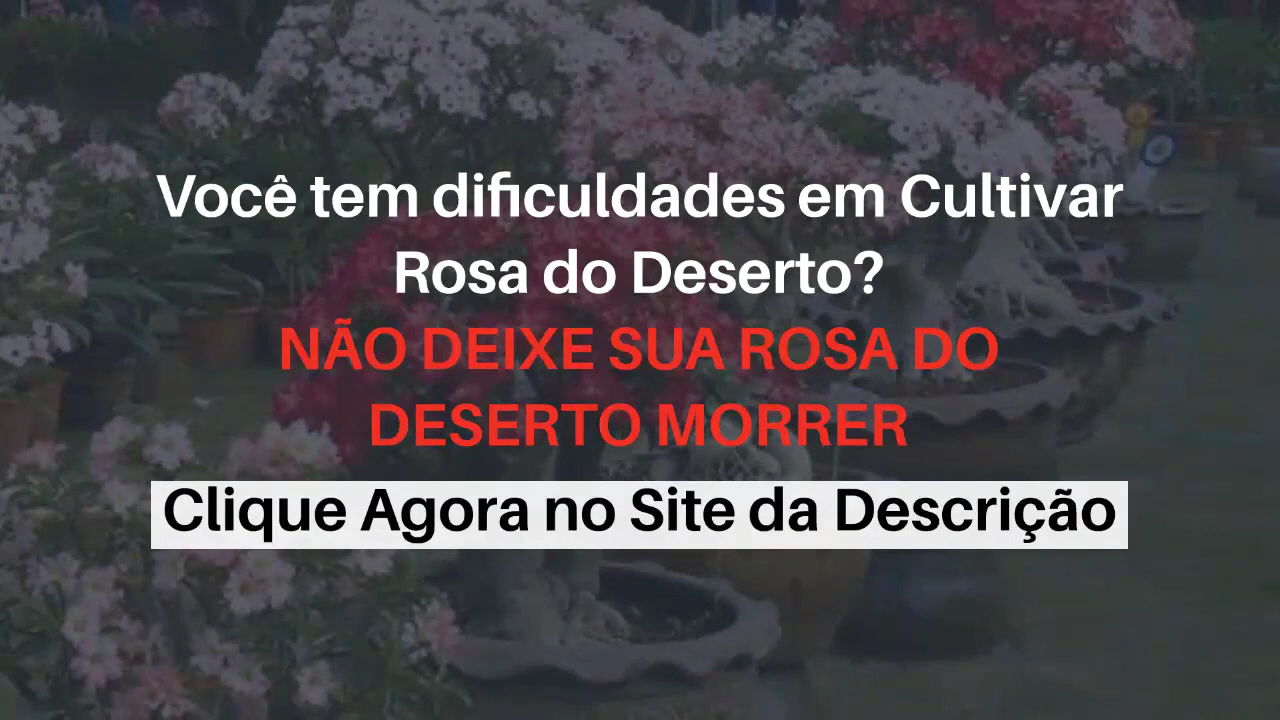 Você tem dificuldades em Cultivar
Rosa do Deserto?
NÃO DEIXE SUA ROSA DO
DESERTO MORRER
Clique Agora no Site da Descrição